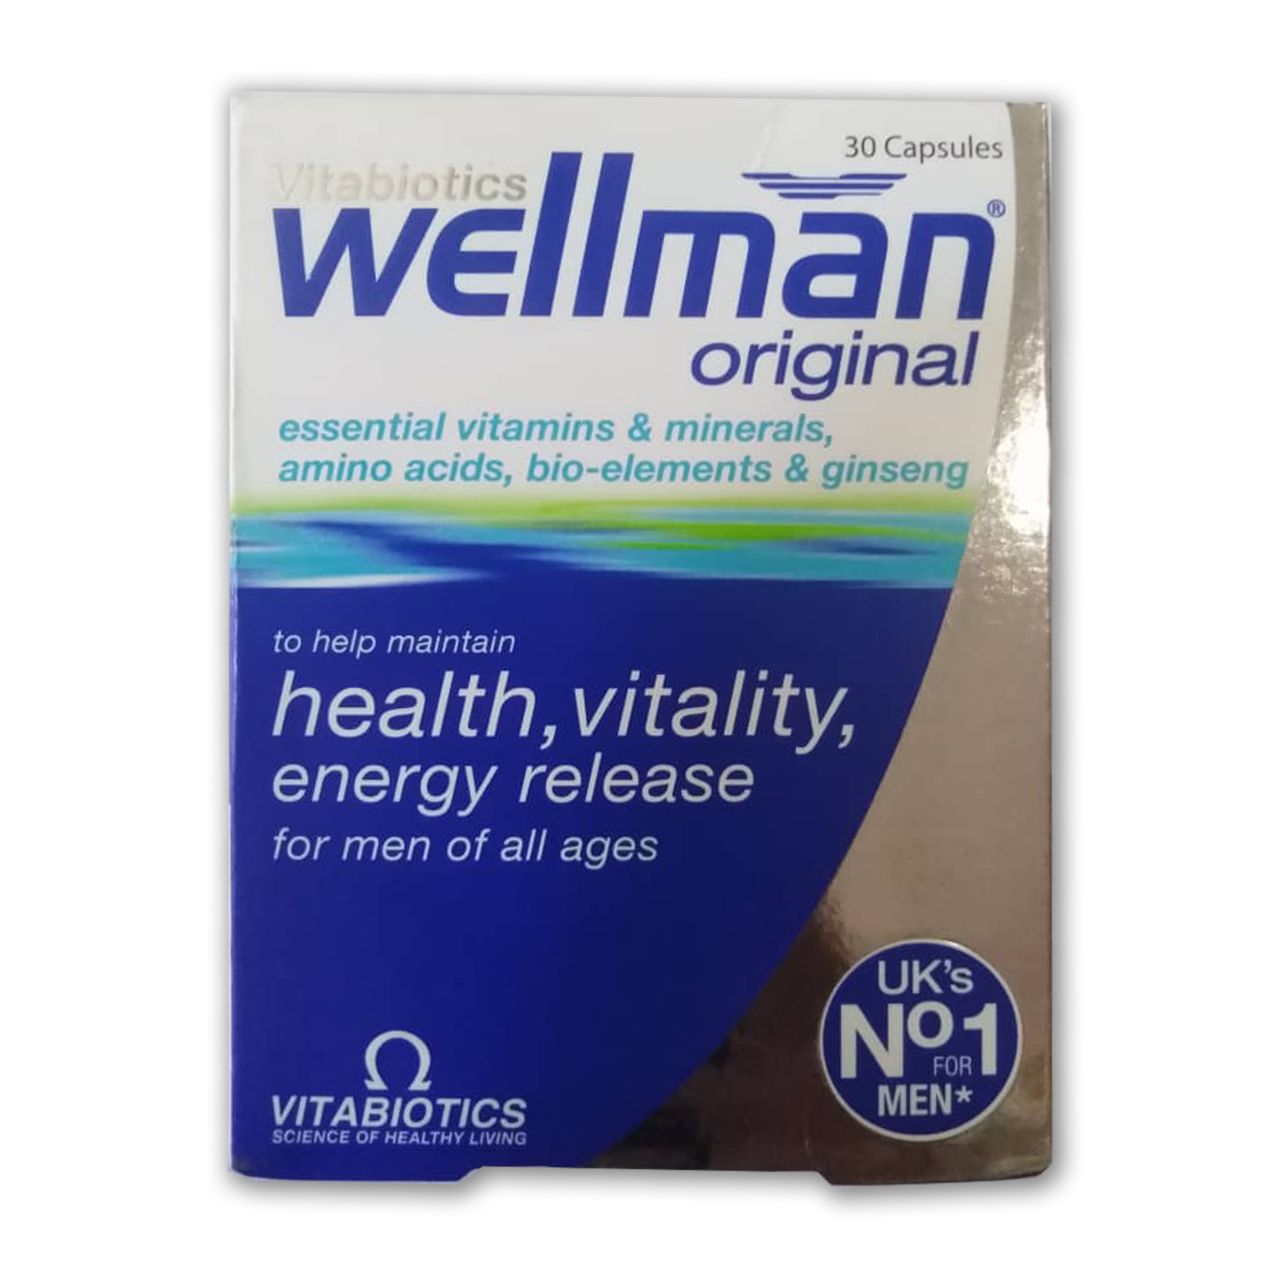 30 Capsules
Vitabiotics
wellman®
original
essential vitamins & minerals,
amino acids, bio-elements & ginseng
to help maintain
health, vitality,
energy release
for men of all ages
UK's
No1
FOR
MEN*
VITABIOTICS
SCIENCE OF HEALTHY LIVING